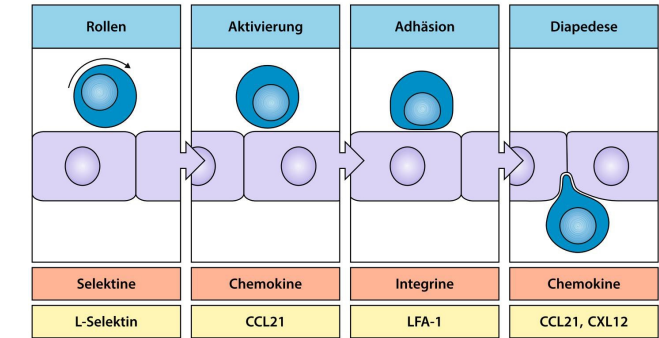 Rollen
Aktivierung
Adhäsion
Diapedese
Selektine
Chemokine
Integrine
Chemokine
L-Selektin
CCL21
LFA-1
CCL21, CXL12